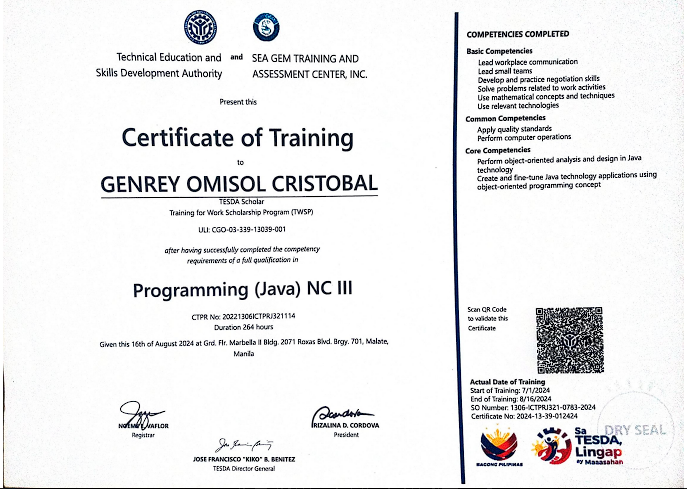 Technical Education and
Skills Development Authority
and
SEA GEM TRAINING AND
ASSESSMENT CENTER, INC.
Present this
Certificate of Training
to
GENREY OMISOL CRISTOBAL
TESDA Scholar
Training for Work Scholarship Program (TWSP)
ULI: CGO-03-339-13039-001
after having successfully completed the competency
requirements of a full qualification in
Programming (Java) NC III
CTPR No: 20221306ICTPRJ321114
Duration 264 hours
Given this 16th of August 2024 at Grd. Flr. Marbella II Bldg. 2071 Roxas Blvd. Brgy. 701, Malate,
Manila
Registrar
RIZALINA D. CORDOVA
President
JOSE FRANCISCO "KIKO" B. BENITEZ
TESDA Director General
COMPETENCIES COMPLETED
Basic Competencies
Lead workplace communication
Lead small teams
Develop and practice negotiation skills
Solve problems related to work activities
Use mathematical concepts and techniques
Use relevant technologies
Common Competencies
Apply quality standards
Perform computer operations
Core Competencies
Perform object-oriented analysis and design in Java
technology
Create and fine-tune Java technology applications using
object-oriented programming concept
Scan QR Code
to validate this
Certificate
Actual Date of Training
Start of Training: 7/1/2024
End of Training: 8/16/2024
SO Number: 1306-ICTPRJ321-0783-2024
Certificate No: 2024-13-39-012424
DRY SEAL
BAGONG PILIPINAS
Sa
TESDA,
Lingap
ay Maaasahan